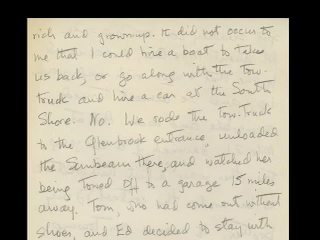 rich and grownup. It did not occur to
me that I could hire a boat to take
us back, or go along with the tow-
truck and hire a car at the South
Shore. No. We rode the tow-truck
to the Glenbrook entrance, unloaded
the Sunbeam there, and watched her
being towed off to a garage 15 miles
away. Tom, who had come out without
shoes, and Ed decided to stay with